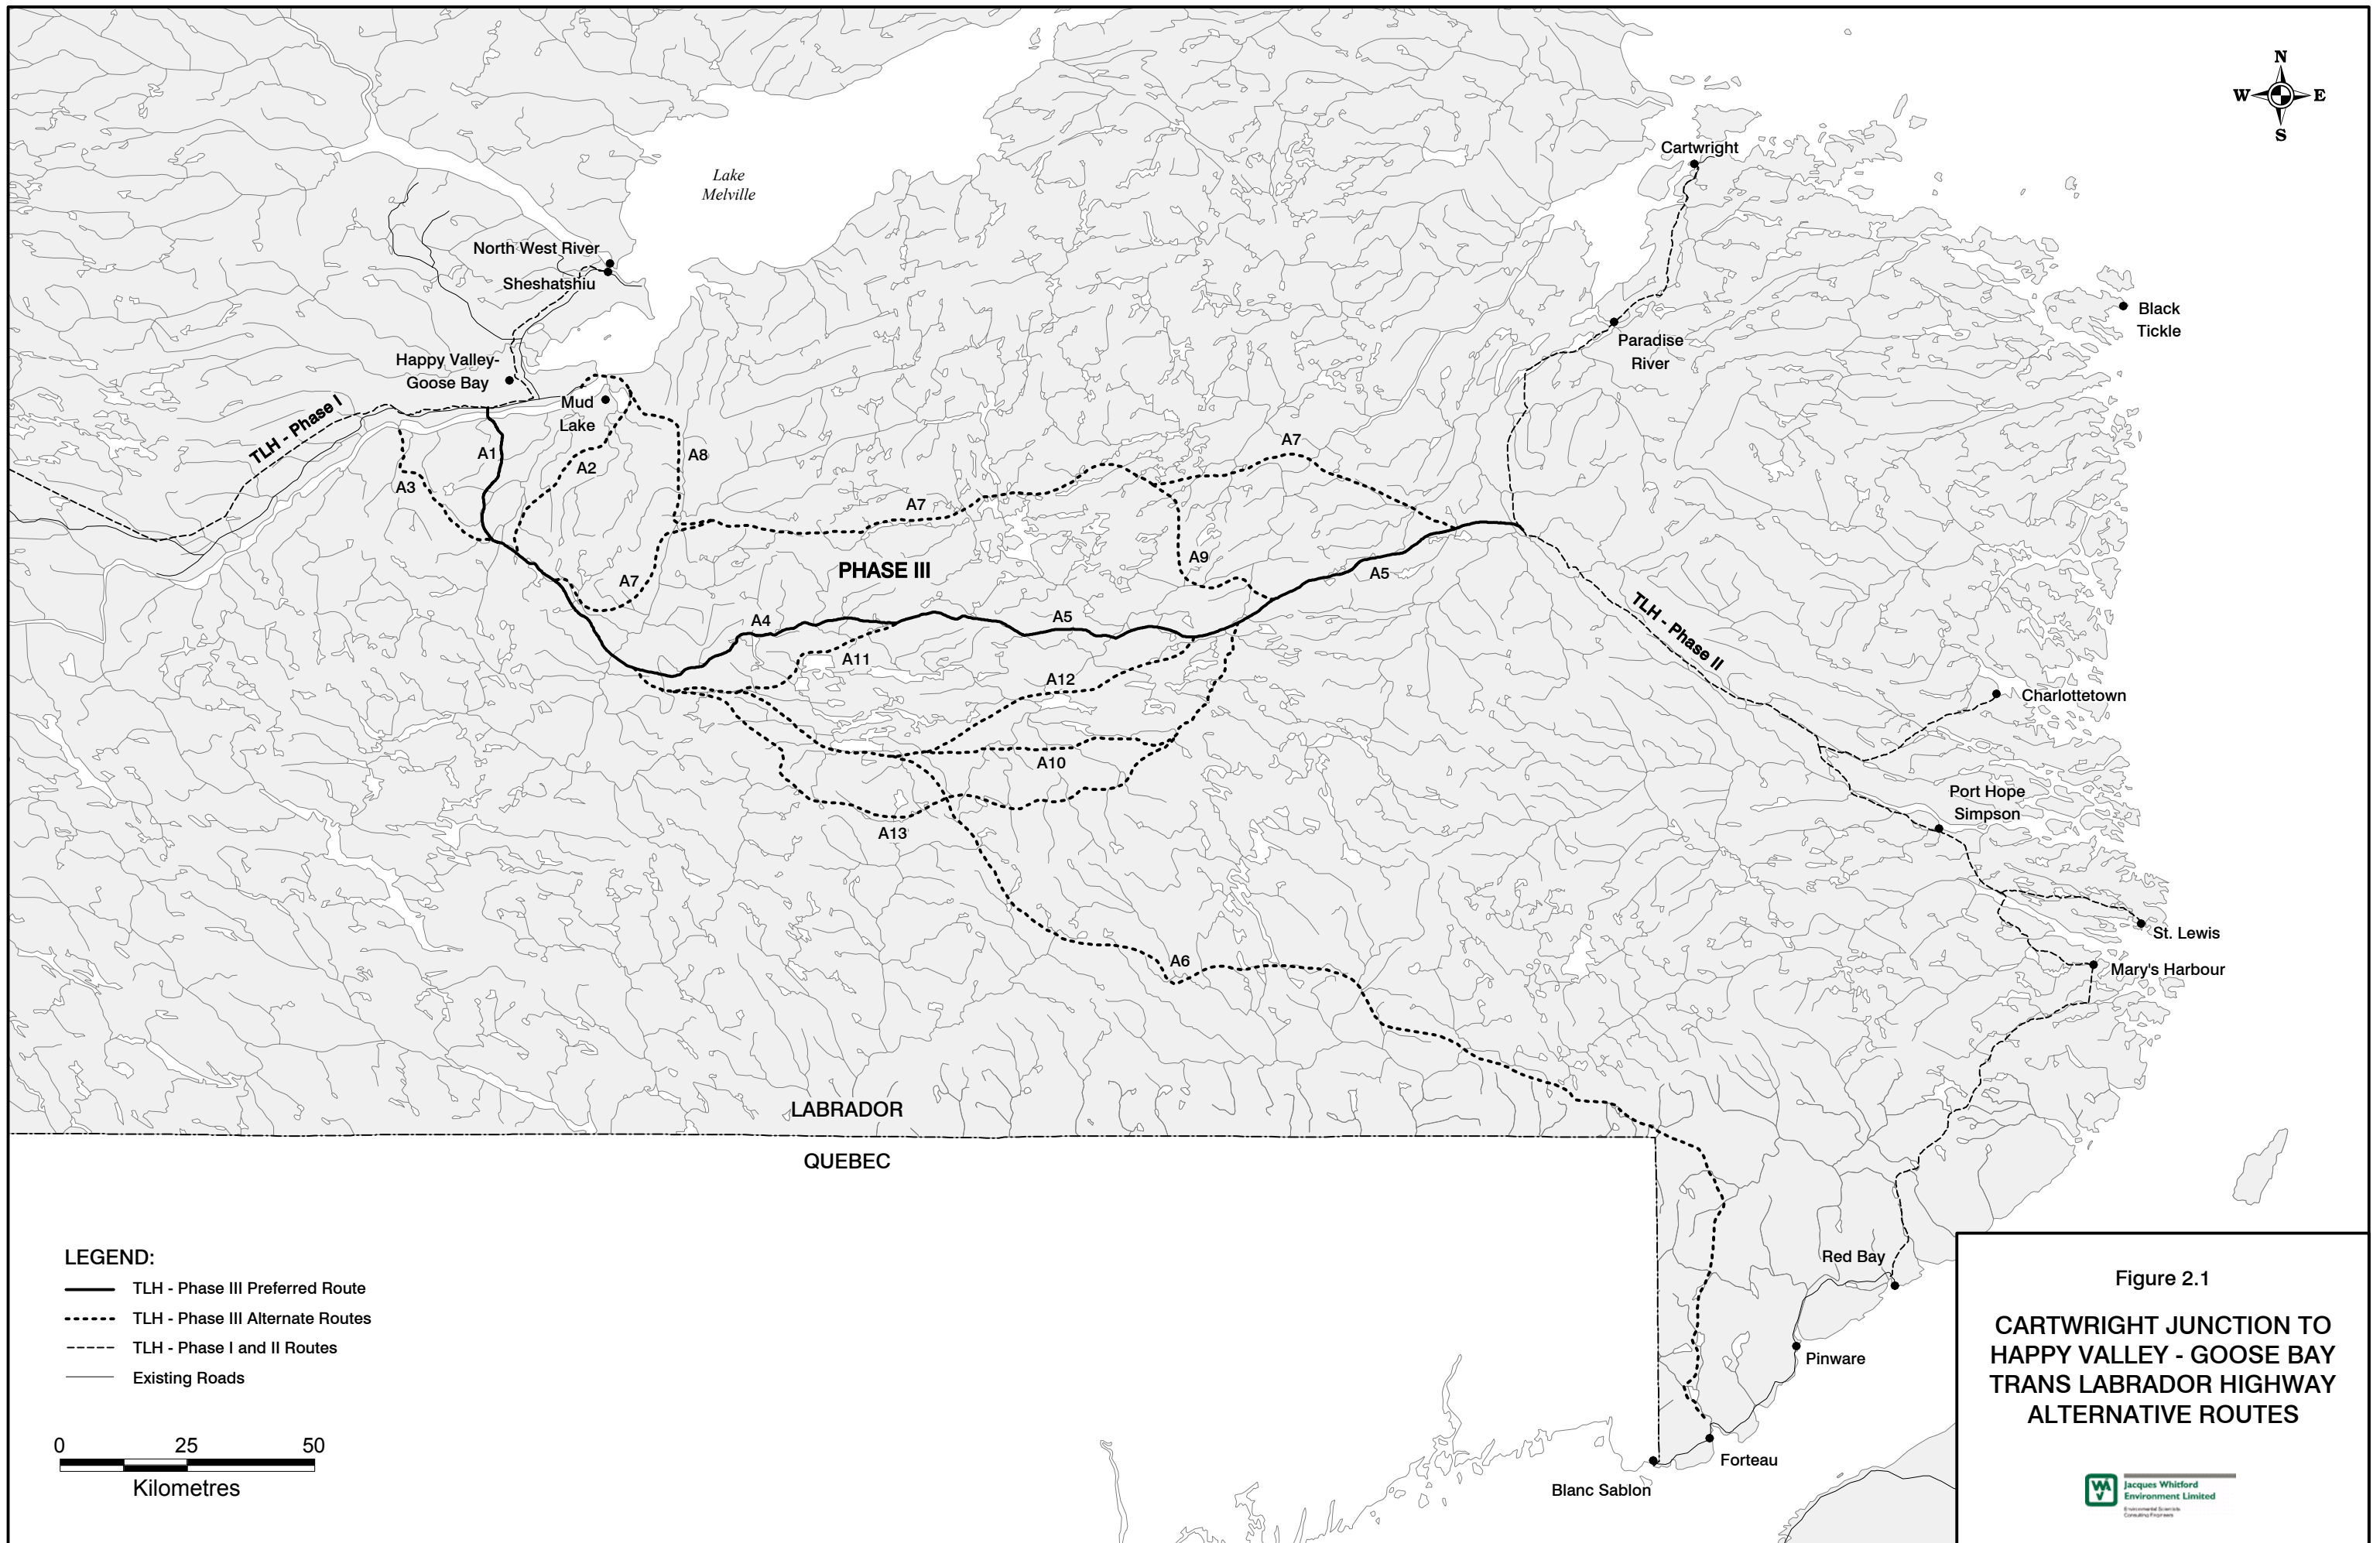 N
W E
S
Cartwright
Lake
Melville
North West River
Sheshatshiu
Black
Tickle
Paradise
River
Happy Valley-
Goose Bay
Mud
Lake
TLH - Phase I
A1
A2
A3
A8
A7
A7
A7
A9
PHASE III
A5
A4
A5
A11
A12
TLH - Phase II
Charlottetown
A10
A13
Port Hope
Simpson
St. Lewis
Mary's Harbour
A6
LABRADOR
QUEBEC
Red Bay
Pinware
Forteau
Blanc Sablon
LEGEND:
TLH - Phase III Preferred Route
TLH - Phase III Alternate Routes
TLH - Phase I and II Routes
Existing Roads
0 25 50
Kilometres
Figure 2.1
CARTWRIGHT JUNCTION TO
HAPPY VALLEY - GOOSE BAY
TRANS LABRADOR HIGHWAY
ALTERNATIVE ROUTES
Jacques Whitford
Environment Limited
Environmental Scientists
Consulting Engineers